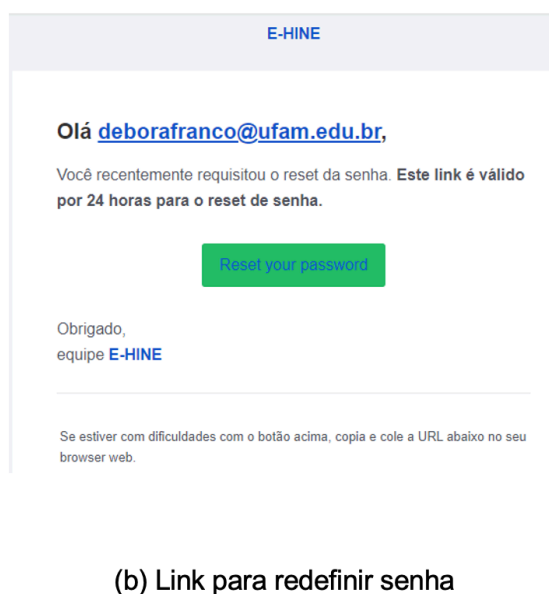 E-HINE
Olá deborafranco@ufam.edu.br,
Você recentemente requisitou o reset da senha. Este link é válido
por 24 horas para o reset de senha.
Reset your password
Obrigado,
equipe E-HINE
Se estiver com dificuldades com o botão acima, copia e cole a URL abaixo no seu
browser web.
(b) Link para redefinir senha